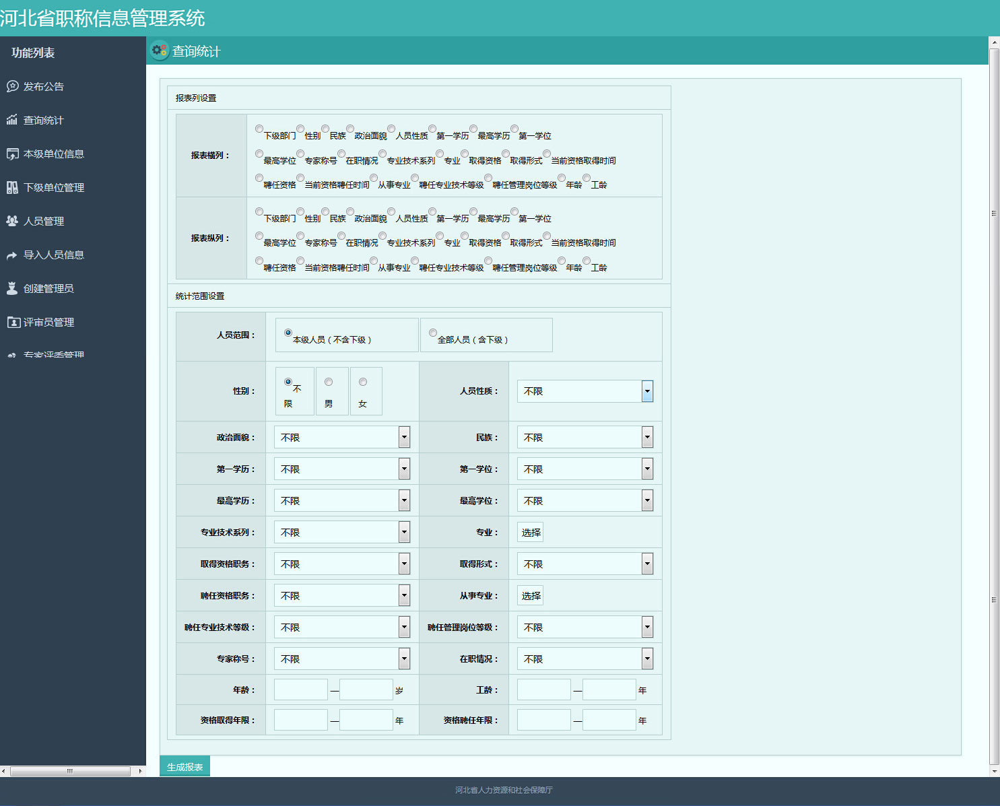 河北省职称信息管理系统
功能列表
发布公告
查询统计
本级单位信息
下级单位管理
人员管理
导入人员信息
创建管理员
评审员管理
专家评委管理
查询统计
报表列设置
报表横列：
下级部门 性别 民族 政治面貌 人员性质 第一学历 最高学历 第一学位
最高学位 专家称号 在职情况 专业技术系列 专业 取得资格 取得形式 当前资格取得时间
聘任资格 当前资格聘任时间 从事专业 聘任专业技术等级 聘任管理岗位等级 年龄 工龄
报表纵列：
下级部门 性别 民族 政治面貌 人员性质 第一学历 最高学历 第一学位
最高学位 专家称号 在职情况 专业技术系列 专业 取得资格 取得形式 当前资格取得时间
聘任资格 当前资格聘任时间 从事专业 聘任专业技术等级 聘任管理岗位等级 年龄 工龄
统计范围设置
人员范围： 本级人员（不含下级） 全部人员（含下级）
性别： 不限 男 女 人员性质： 不限
政治面貌： 不限 民族： 不限
第一学历： 不限 第一学位： 不限
最高学历： 不限 最高学位： 不限
专业技术系列： 不限 专业： 选择
取得资格职务： 不限 取得形式： 不限
聘任资格职务： 不限 从事专业： 选择
聘任专业技术等级： 不限 聘任管理岗位等级： 不限
专家称号： 不限 在职情况： 不限
年龄： — 岁 工龄： — 年
资格取得年限： — 年 资格聘任年限： — 年
生成报表
河北省人力资源和社会保障厅